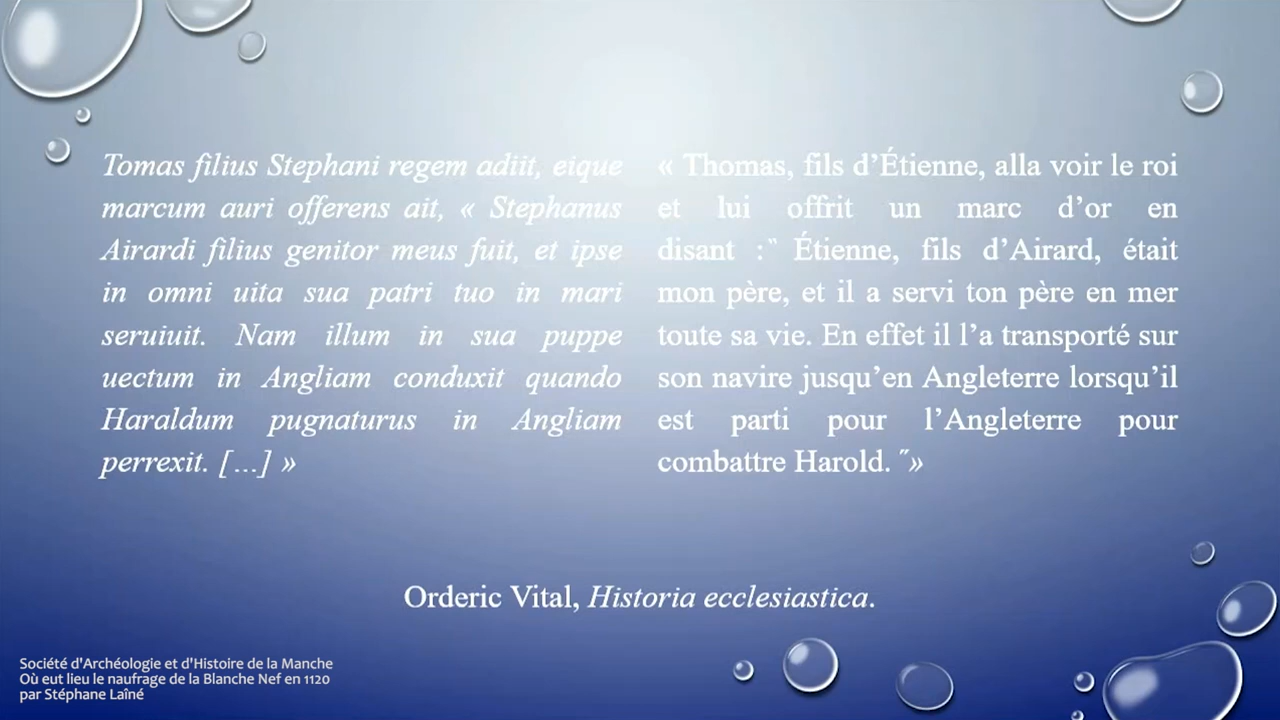 Tomas filius Stephani regem adiit, eique
marcum auri offerens ait, « Stephanus
Airardi filius genitor meus fuit, et ipse
in omni uita sua patri tuo in mari
seruiuit. Nam illum in sua puppe
uectum in Angliam conduxit quando
Haraldum pugnaturus in Angliam
perrexit. […] »
« Thomas, fils d’Étienne, alla voir le roi
et lui offrit un marc d’or en
disant :‶ Étienne, fils d’Airard, était
mon père, et il a servi ton père en mer
toute sa vie. En effet il l’a transporté sur
son navire jusqu’en Angleterre lorsqu’il
est parti pour l’Angleterre pour
combattre Harold. ″»
Orderic Vital, Historia ecclesiastica.
Société d'Archéologie et d'Histoire de la Manche
Où eut lieu le naufrage de la Blanche Nef en 1120
par Stéphane Laîné